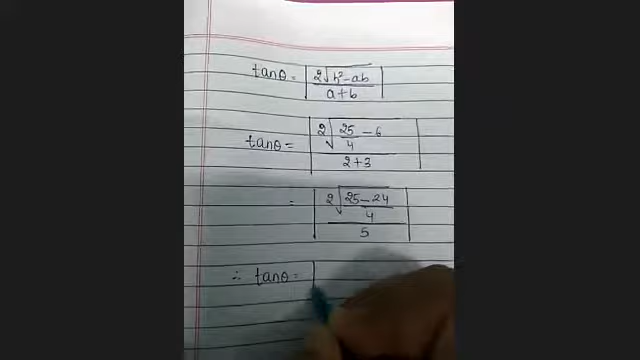 tanθ = | 2√(h²-ab) / a+b |
tanθ = | 2√(25/4 - 6) / 2+3 |
= | 2√((25-24)/4) / 5 |
∴ tanθ = |